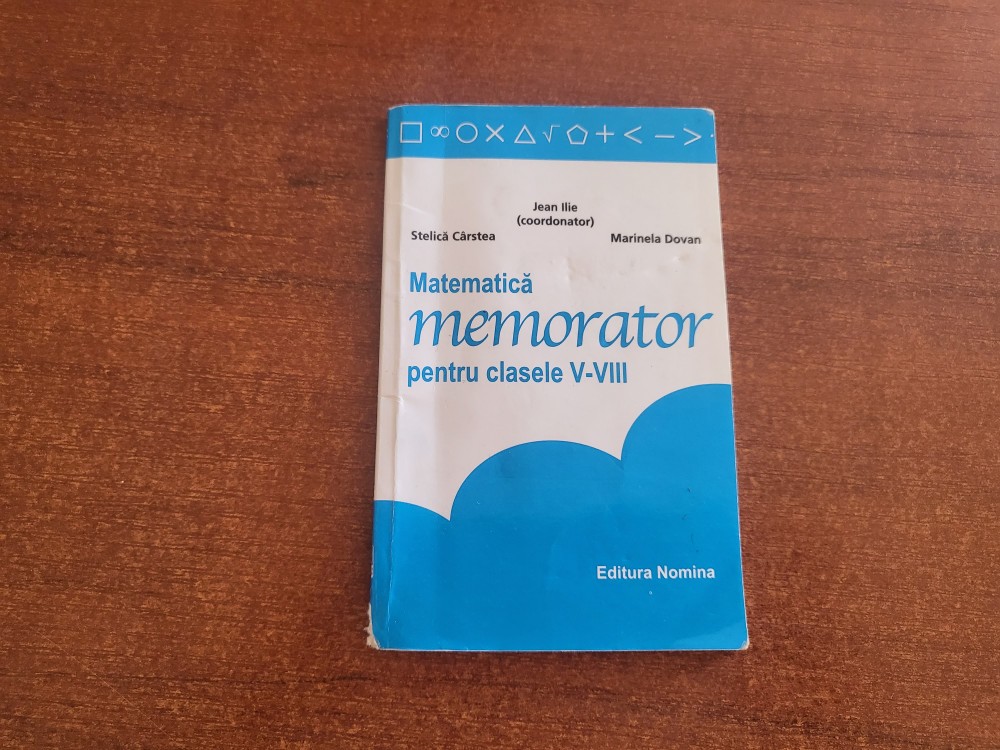 □ ∞ ○ × △ √ ⬠ + < − > ·
Jean Ilie
(coordonator)
Stelică Cârstea
Marinela Dovan
Matematică
memorator
pentru clasele V-VIII
Editura Nomina